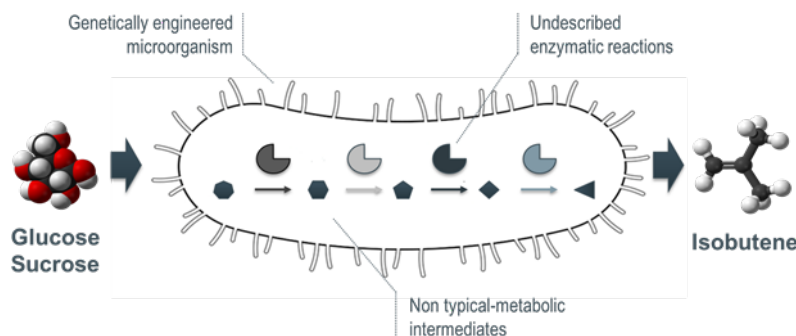 Genetically engineered
microorganism
Undescribed
enzymatic reactions
Glucose
Sucrose
Isobutene
Non typical-metabolic
intermediates